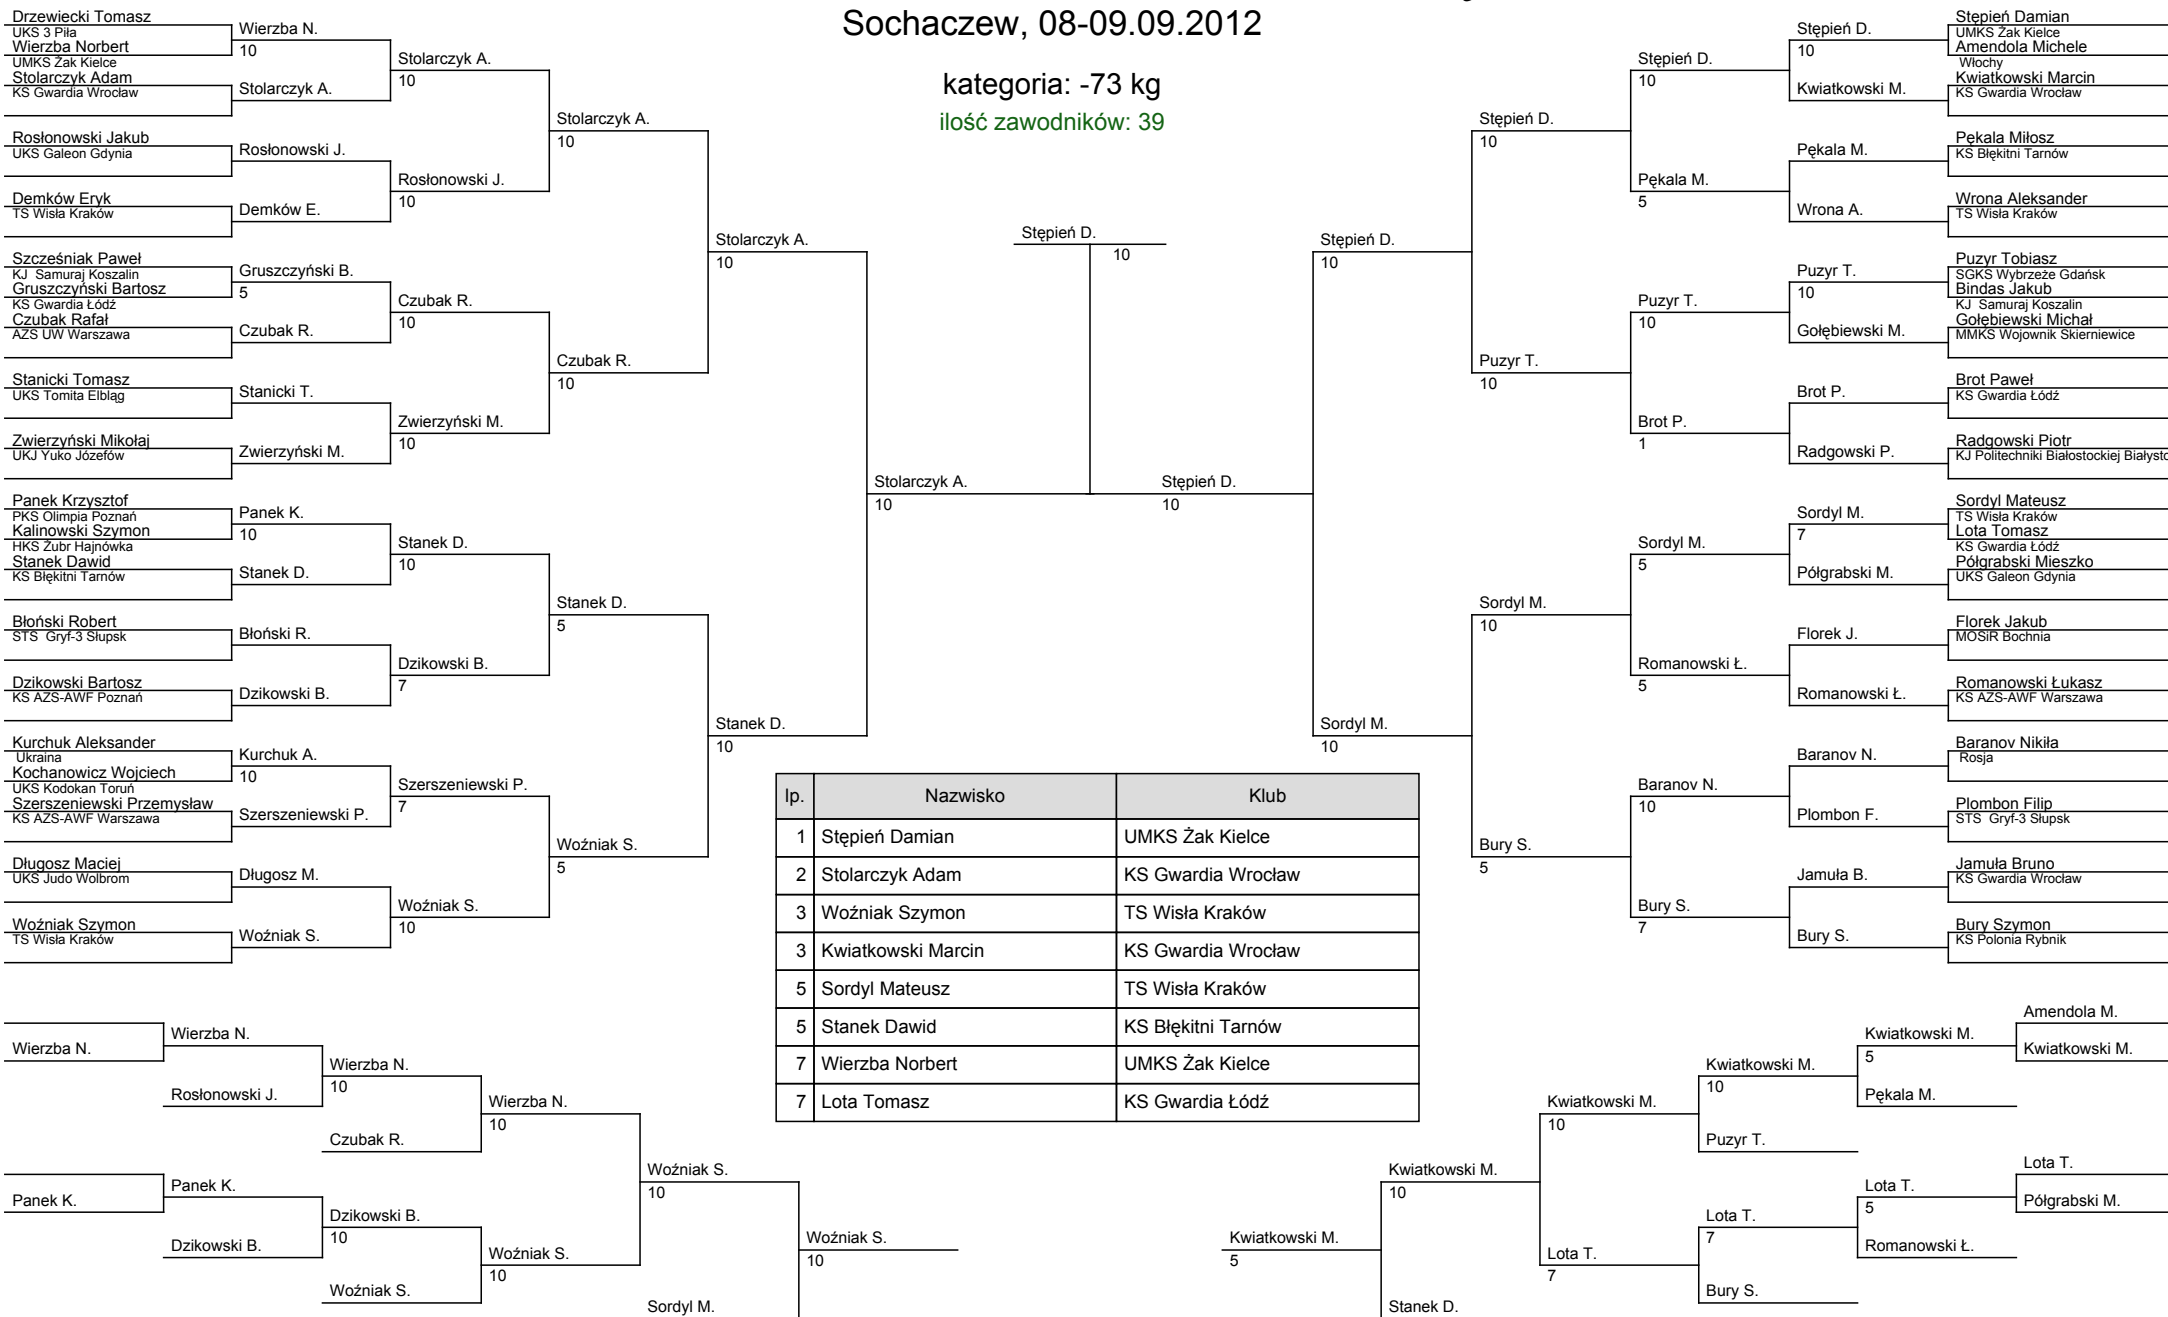 Sochaczew, 08-09.09.2012
kategoria: -73 kg
ilość zawodników: 39
Drzewiecki Tomasz
UKS 3 Piła
Wierzba Norbert
UMKS Żak Kielce
Stolarczyk Adam
KS Gwardia Wrocław
Rosłonowski Jakub
UKS Galeon Gdynia
Demków Eryk
TS Wisła Kraków
Szcześniak Paweł
KJ Samuraj Koszalin
Gruszczyński Bartosz
KS Gwardia Łódź
Czubak Rafał
AZS UW Warszawa
Stanicki Tomasz
UKS Tomita Elbląg
Zwierzyński Mikołaj
UKJ Yuko Józefów
Panek Krzysztof
PKS Olimpia Poznań
Kalinowski Szymon
HKS Żubr Hajnówka
Stanek Dawid
KS Błękitni Tarnów
Błoński Robert
STS Gryf-3 Słupsk
Dzikowski Bartosz
KS AZS-AWF Poznań
Kurchuk Aleksander
Ukraina
Kochanowicz Wojciech
UKS Kodokan Toruń
Szerszeniewski Przemysław
KS AZS-AWF Warszawa
Długosz Maciej
UKS Judo Wolbrom
Woźniak Szymon
TS Wisła Kraków
Wierzba N.
10
Stolarczyk A.
Rosłonowski J.
Demków E.
Gruszczyński B.
5
Czubak R.
Stanicki T.
Zwierzyński M.
Panek K.
10
Stanek D.
Błoński R.
Dzikowski B.
Kurchuk A.
10
Szerszeniewski P.
Długosz M.
Woźniak S.
Stolarczyk A.
10
Rosłonowski J.
10
Czubak R.
10
Zwierzyński M.
10
Stanek D.
10
Dzikowski B.
7
Szerszeniewski P.
7
Woźniak S.
10
Stolarczyk A.
10
Czubak R.
10
Stanek D.
5
Woźniak S.
5
Stolarczyk A.
10
Stanek D.
10
Stolarczyk A.
10
Stępień D.
10
Stępień D.
10
Stępień D.
10
Sordyl M.
10
Stępień D.
10
Puzyr T.
10
Sordyl M.
10
Bury S.
5
Stępień D.
10
Pękala M.
5
Puzyr T.
10
Brot P.
1
Sordyl M.
5
Romanowski Ł.
5
Baranov N.
10
Bury S.
7
Stępień D.
10
Kwiatkowski M.
Pękala M.
Wrona A.
Puzyr T.
10
Gołębiewski M.
Brot P.
Radgowski P.
Sordyl M.
7
Półgrabski M.
Florek J.
Romanowski Ł.
Baranov N.
Plombon F.
Jamuła B.
Bury S.
Stępień Damian
UMKS Żak Kielce
Amendola Michele
Włochy
Kwiatkowski Marcin
KS Gwardia Wrocław
Pękala Miłosz
KS Błękitni Tarnów
Wrona Aleksander
TS Wisła Kraków
Puzyr Tobiasz
SGKS Wybrzeże Gdańsk
Bindas Jakub
KJ Samuraj Koszalin
Gołębiewski Michał
MMKS Wojownik Skierniewice
Brot Paweł
KS Gwardia Łódź
Radgowski Piotr
KJ Politechniki Białostockiej Białysto
Sordyl Mateusz
TS Wisła Kraków
Lota Tomasz
KS Gwardia Łódź
Półgrabski Mieszko
UKS Galeon Gdynia
Florek Jakub
MOSiR Bochnia
Romanowski Łukasz
KS AZS-AWF Warszawa
Baranov Nikiła
Rosja
Plombon Filip
STS Gryf-3 Słupsk
Jamuła Bruno
KS Gwardia Wrocław
Bury Szymon
KS Polonia Rybnik
lp. Nazwisko Klub
1 Stępień Damian UMKS Żak Kielce
2 Stolarczyk Adam KS Gwardia Wrocław
3 Woźniak Szymon TS Wisła Kraków
3 Kwiatkowski Marcin KS Gwardia Wrocław
5 Sordyl Mateusz TS Wisła Kraków
5 Stanek Dawid KS Błękitni Tarnów
7 Wierzba Norbert UMKS Żak Kielce
7 Lota Tomasz KS Gwardia Łódź
Wierzba N.
Panek K.
Wierzba N.
Rosłonowski J.
Panek K.
Dzikowski B.
Wierzba N.
10
Czubak R.
Dzikowski B.
10
Woźniak S.
Wierzba N.
10
Woźniak S.
10
Woźniak S.
10
Sordyl M.
Woźniak S.
10
Kwiatkowski M.
5
Kwiatkowski M.
10
Stanek D.
Kwiatkowski M.
10
Lota T.
7
Kwiatkowski M.
10
Puzyr T.
Lota T.
7
Bury S.
Kwiatkowski M.
5
Pękala M.
Lota T.
5
Romanowski Ł.
Amendola M.
Kwiatkowski M.
Lota T.
Półgrabski M.